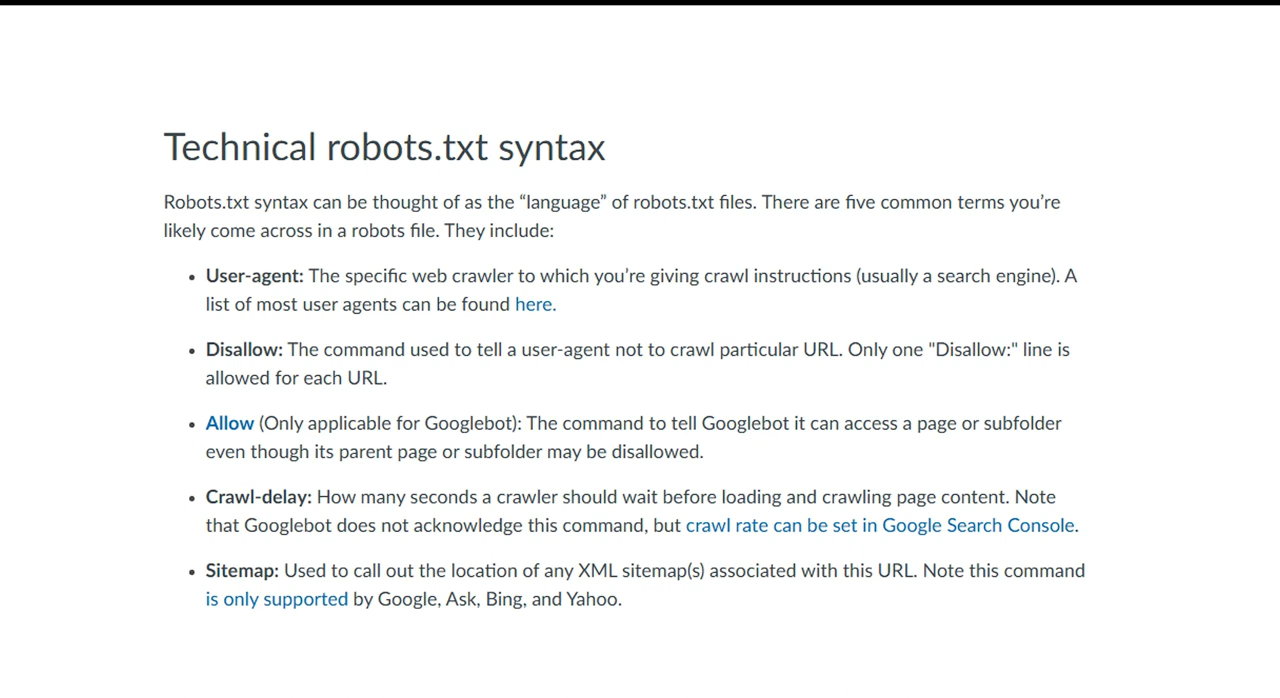 Technical robots.txt syntax
Robots.txt syntax can be thought of as the “language” of robots.txt files. There are five common terms you’re
likely come across in a robots file. They include:
• User-agent: The specific web crawler to which you’re giving crawl instructions (usually a search engine). A
list of most user agents can be found here.
• Disallow: The command used to tell a user-agent not to crawl particular URL. Only one "Disallow:" line is
allowed for each URL.
• Allow (Only applicable for Googlebot): The command to tell Googlebot it can access a page or subfolder
even though its parent page or subfolder may be disallowed.
• Crawl-delay: How many seconds a crawler should wait before loading and crawling page content. Note
that Googlebot does not acknowledge this command, but crawl rate can be set in Google Search Console.
• Sitemap: Used to call out the location of any XML sitemap(s) associated with this URL. Note this command
is only supported by Google, Ask, Bing, and Yahoo.